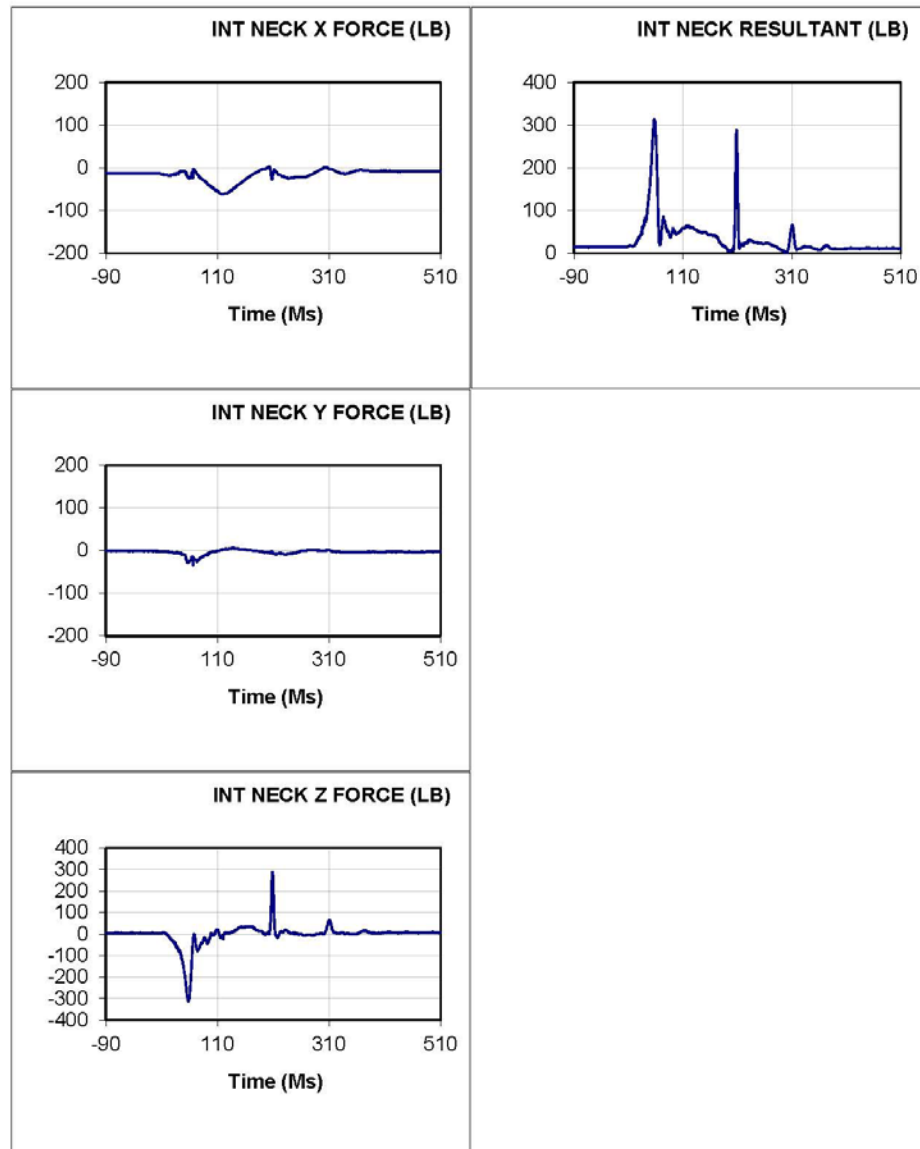 INT NECK X FORCE (LB)
200
100
0
-100
-200
-90 110 310 510
Time (Ms)
INT NECK RESULTANT (LB)
400
300
200
100
0
-90 110 310 510
Time (Ms)
INT NECK Y FORCE (LB)
200
100
0
-100
-200
-90 110 310 510
Time (Ms)
INT NECK Z FORCE (LB)
400
300
200
100
0
-100
-200
-300
-400
-90 110 310 510
Time (Ms)